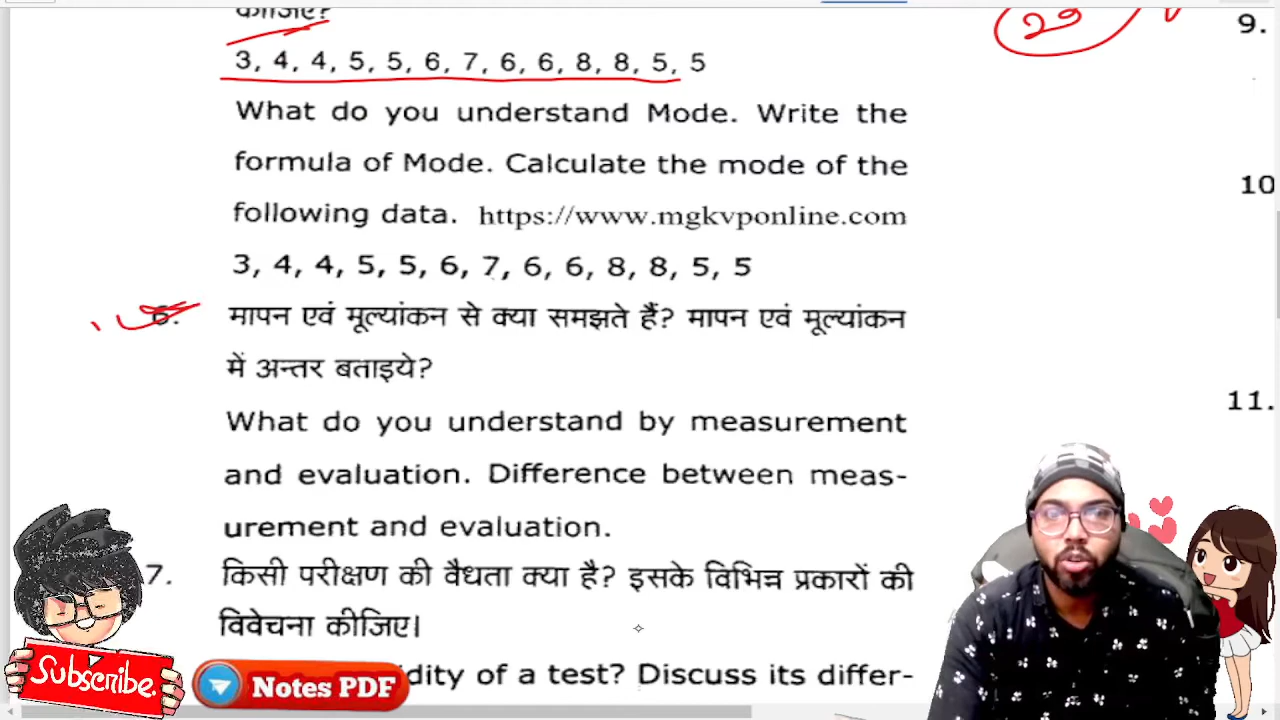 कीजिए?
3, 4, 4, 5, 5, 6, 7, 6, 6, 8, 8, 5, 5
What do you understand Mode. Write the
formula of Mode. Calculate the mode of the
following data. https://www.mgkvponline.com
3, 4, 4, 5, 5, 6, 7, 6, 6, 8, 8, 5, 5
6. मापन एवं मूल्यांकन से क्या समझते हैं? मापन एवं मूल्यांकन
में अन्तर बताइये?
What do you understand by measurement
and evaluation. Difference between meas-
urement and evaluation.
7. किसी परीक्षण की वैधता क्या है? इसके विभिन्न प्रकारों की
विवेचना कीजिए।
dity of a test? Discuss its differ-
9.
10
11.
Subscribe.
Notes PDF